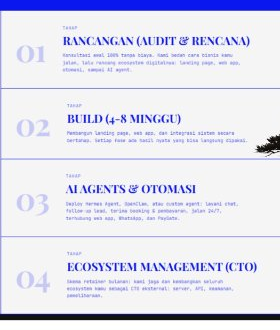 TAHAP
01
RANCANGAN (AUDIT & RENCANA)
Konsultasi awal 100% tanpa biaya. Kami bedah cara bisnis kamu
jalan, lalu rancang ecosystem digitalnya: landing page, web app,
otomasi, sampai AI agent.
TAHAP
02
BUILD (4-8 MINGGU)
Membangun landing page, web app, dan integrasi sistem secara
bertahap. Setiap fase ada hasil nyata yang bisa langsung dipakai.
TAHAP
03
AI AGENTS & OTOMASI
Deploy Hermes Agent, OpenClaw, atau custom agent: layani chat,
follow-up lead, terima booking & pembayaran, jalan 24/7,
terhubung web app, WhatsApp, dan PayGate.
TAHAP
04
ECOSYSTEM MANAGEMENT (CTO)
Skema retainer bulanan: kami jaga dan kembangkan seluruh
ecosystem kamu sebagai CTO eksternal: server, API, keamanan,
pemeliharaan.